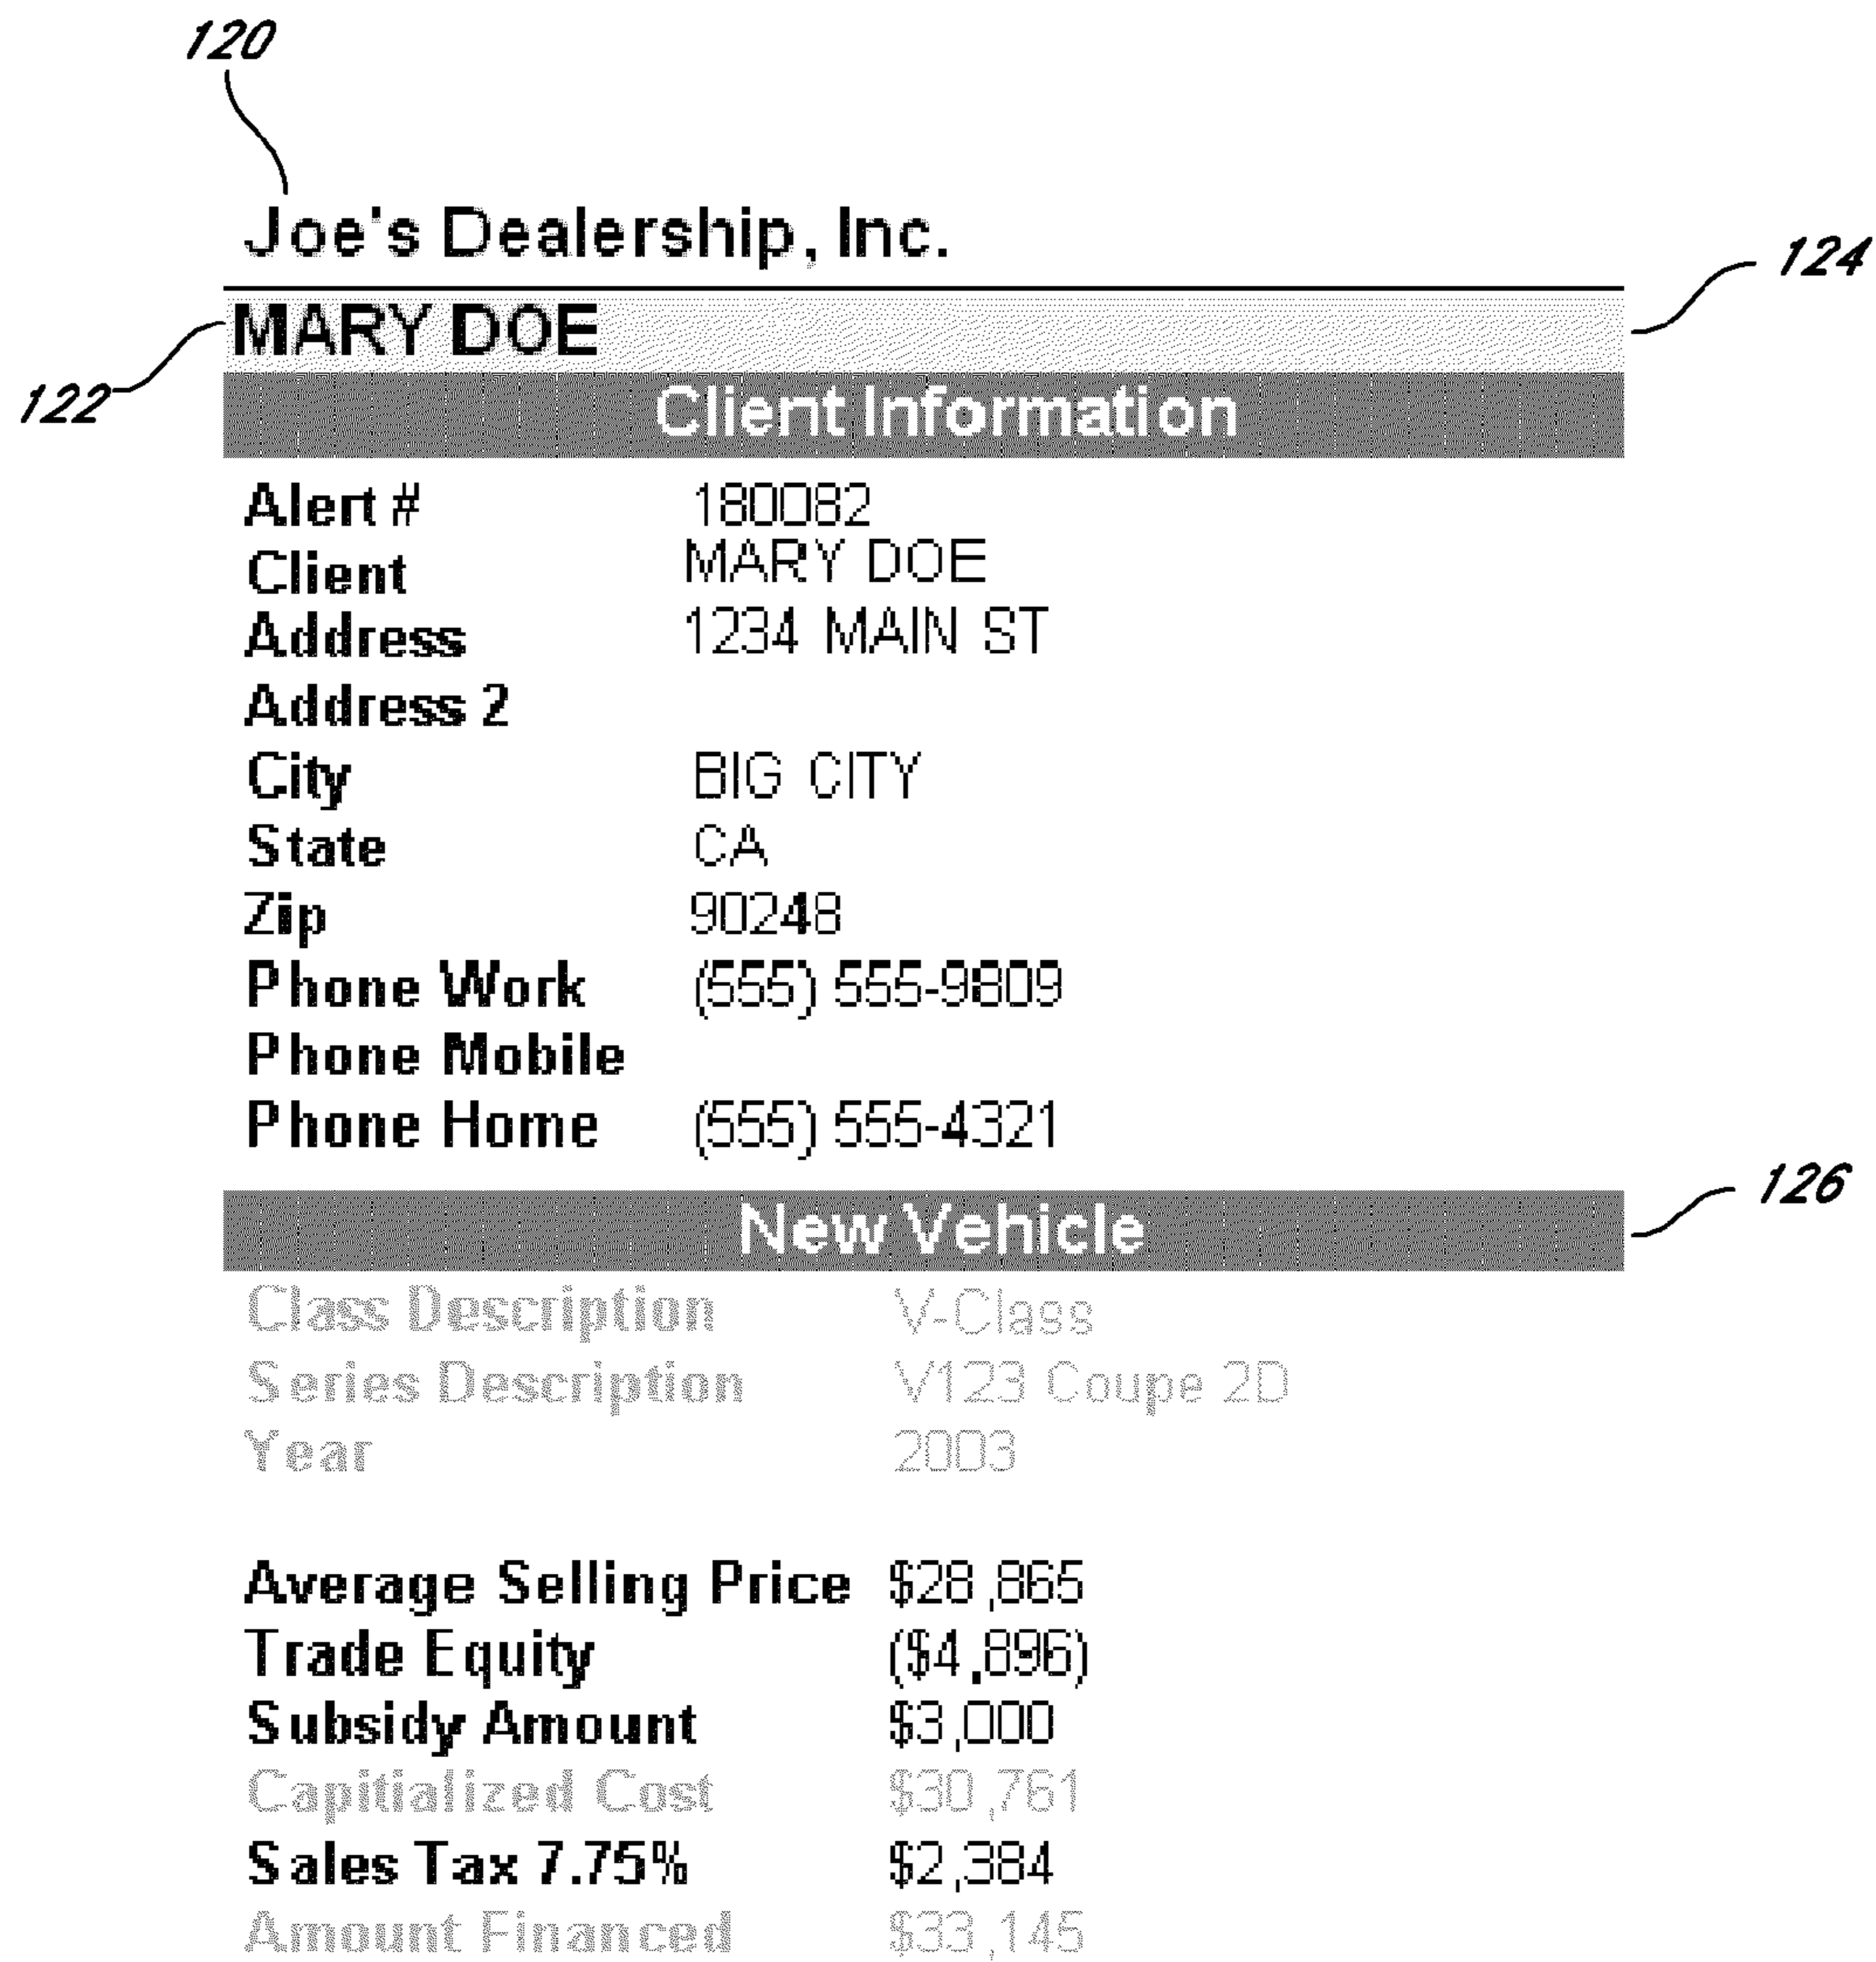 120
Joe's Dealership, Inc.
124
MARY DOE
122
Client Information
Alert # 180082
Client MARY DOE
Address 1234 MAIN ST
Address 2
City BIG CITY
State CA
Zip 90248
Phone Work (555) 555-9809
Phone Mobile
Phone Home (555) 555-4321
126
New Vehicle
Class Description V-Class
Series Description V123 Coupe 2D
Year 2003
Average Selling Price $28,865
Trade Equity ($4,896)
Subsidy Amount $3,000
Capitialized Cost $30,761
Sales Tax 7.75% $2,384
Amount Financed $33,145